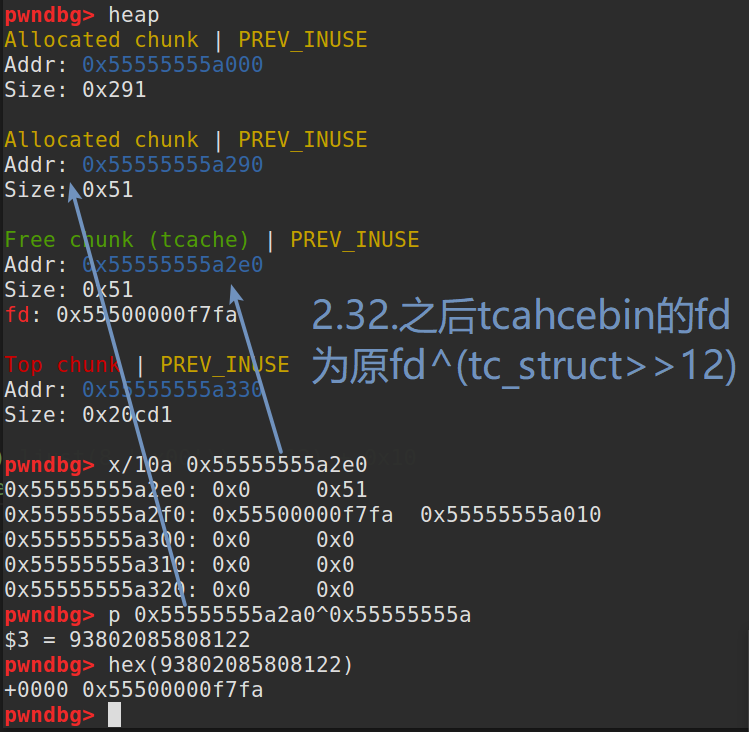 pwndbg> heap
Allocated chunk | PREV_INUSE
Addr: 0x55555555a000
Size: 0x291
Allocated chunk | PREV_INUSE
Addr: 0x55555555a290
Size: 0x51
Free chunk (tcache) | PREV_INUSE
Addr: 0x55555555a2e0
Size: 0x51
fd: 0x55500000f7fa
Top chunk | PREV_INUSE
Addr: 0x55555555a330
Size: 0x20cd1
2.32.之后tcahcebin的fd
为原fd^(tc_struct>>12)
pwndbg> x/10a 0x55555555a2e0
0x55555555a2e0: 0x0 0x51
0x55555555a2f0: 0x55500000f7fa 0x55555555a010
0x55555555a300: 0x0 0x0
0x55555555a310: 0x0 0x0
0x55555555a320: 0x0 0x0
pwndbg> p 0x55555555a2a0^0x55555555a
$3 = 93802085808122
pwndbg> hex(93802085808122)
+0000 0x55500000f7fa
pwndbg>